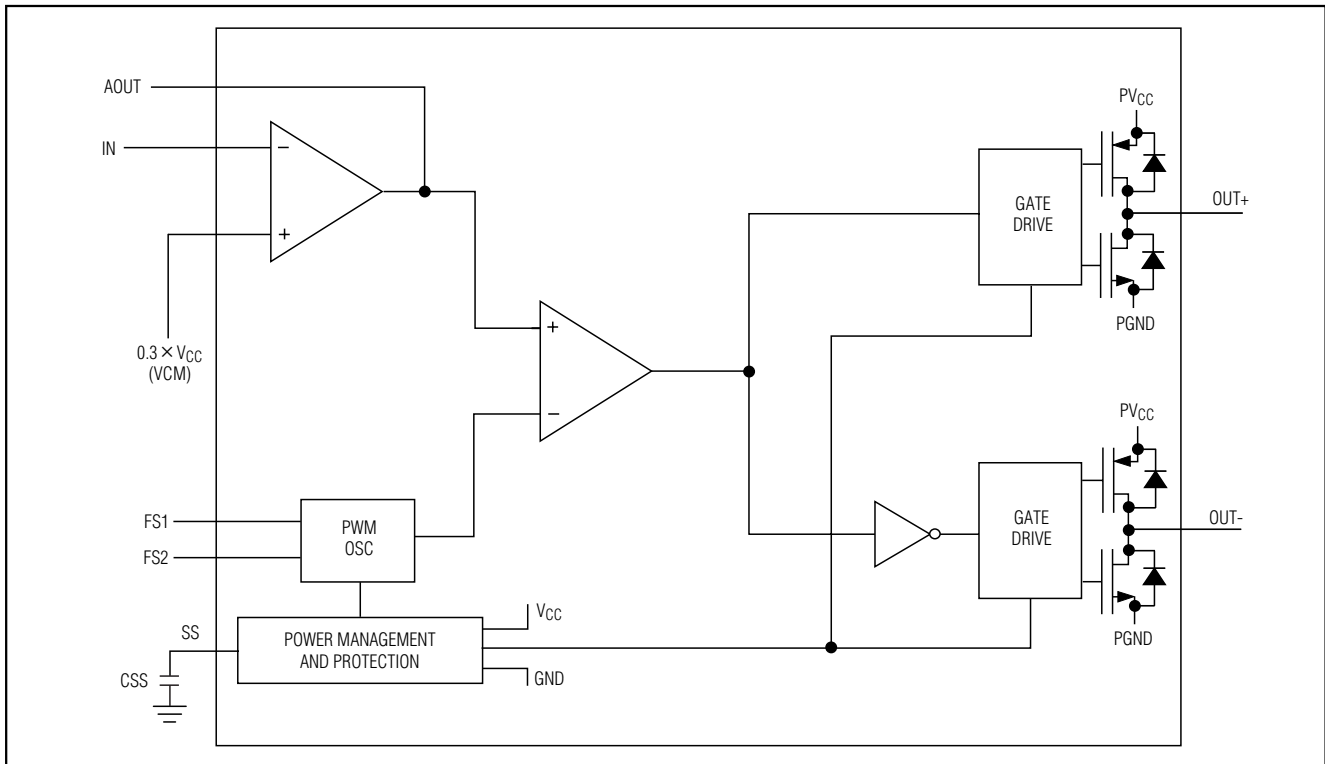 AOUT
IN
−
+
0.3 × VCC
(VCM)
+
−
FS1
FS2
PWM
OSC
SS
CSS
POWER MANAGEMENT
AND PROTECTION
VCC
GND
GATE
DRIVE
PVCC
OUT+
PGND
GATE
DRIVE
PVCC
OUT-
PGND